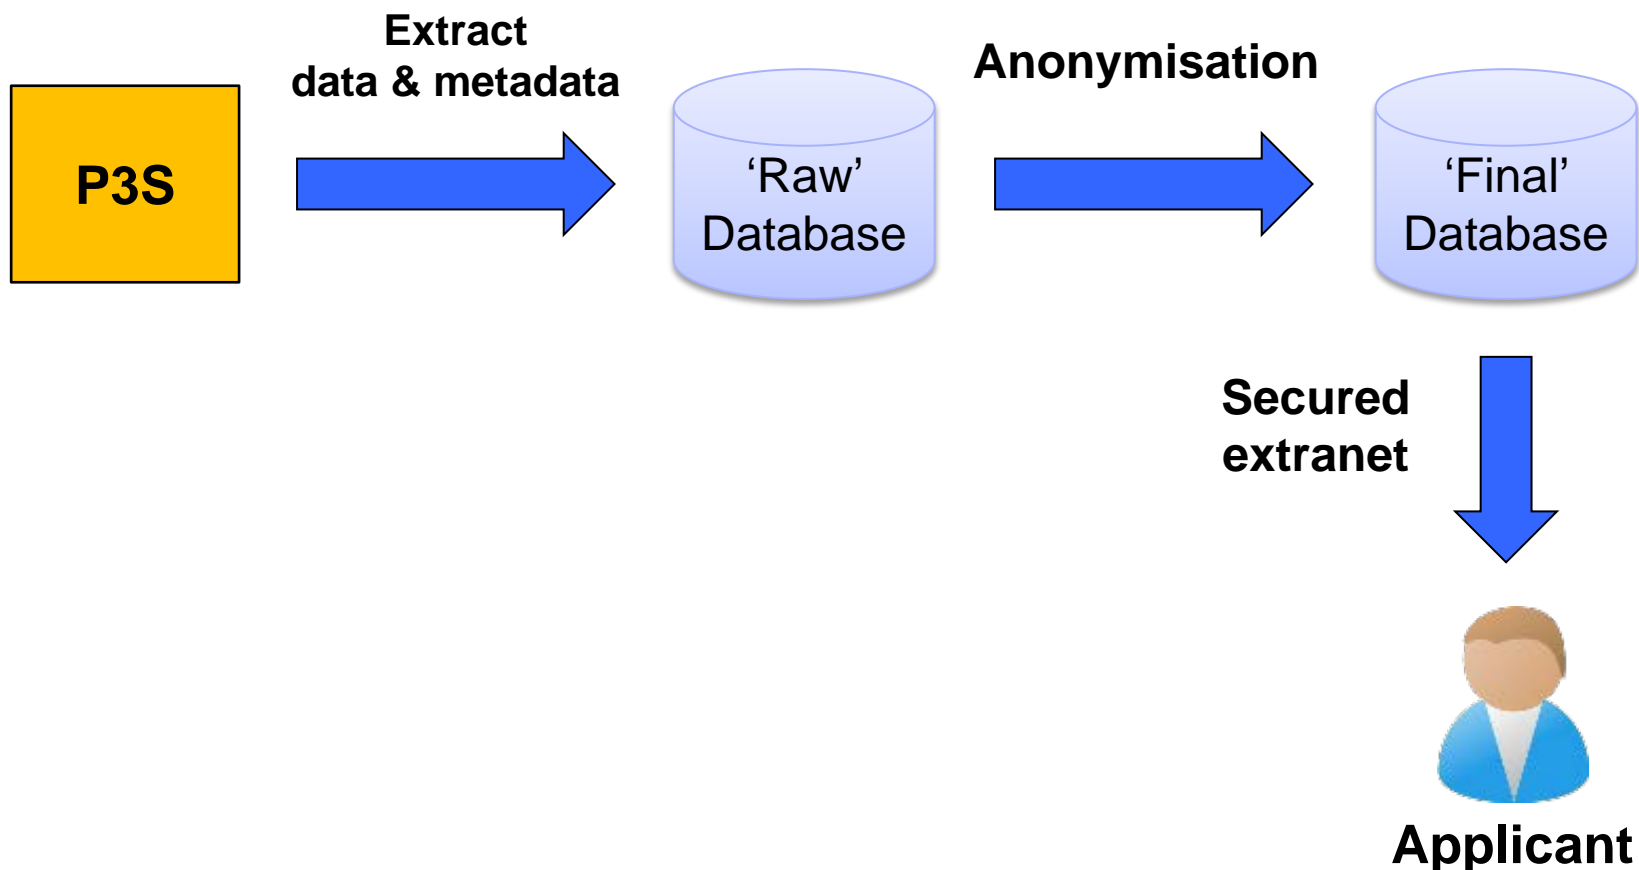 Extract
data & metadata
Anonymisation
P3S
‘Raw’
Database
‘Final’
Database
Secured
extranet
Applicant